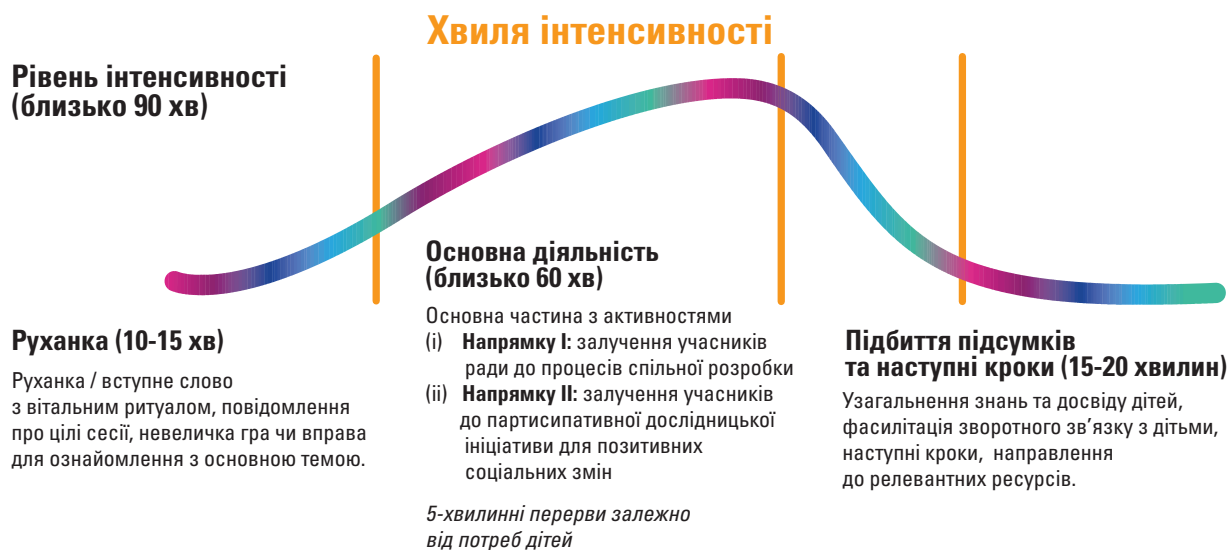 Хвиля інтенсивності
Рівень інтенсивності
(близько 90 хв)
Руханка (10-15 хв)
Руханка / вступне слово
з вітальним ритуалом, повідомлення
про цілі сесії, невеличка гра чи вправа
для ознайомлення з основною темою.
Основна діяльність
(близько 60 хв)
Основна частина з активностями
(i) Напрямку I: залучення учасників
ради до процесів спільної розробки
(ii) Напрямку II: залучення учасників
до партисипативної дослідницької
ініціативи для позитивних
соціальних змін
5-хвилинні перерви залежно
від потреб дітей
Підбиття підсумків
та наступні кроки (15-20 хвилин)
Узагальнення знань та досвіду дітей,
фасилітація зворотного зв’язку з дітьми,
наступні кроки, направлення
до релевантних ресурсів.